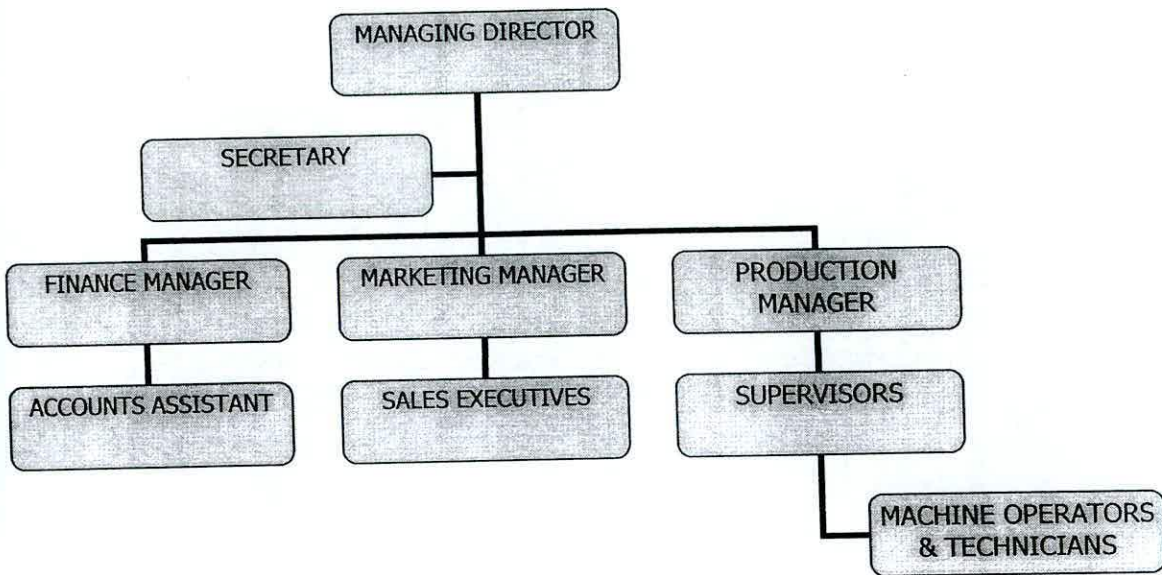 MANAGING DIRECTOR
SECRETARY
FINANCE MANAGER
MARKETING MANAGER
PRODUCTION
MANAGER
ACCOUNTS ASSISTANT
SALES EXECUTIVES
SUPERVISORS
MACHINE OPERATORS
& TECHNICIANS